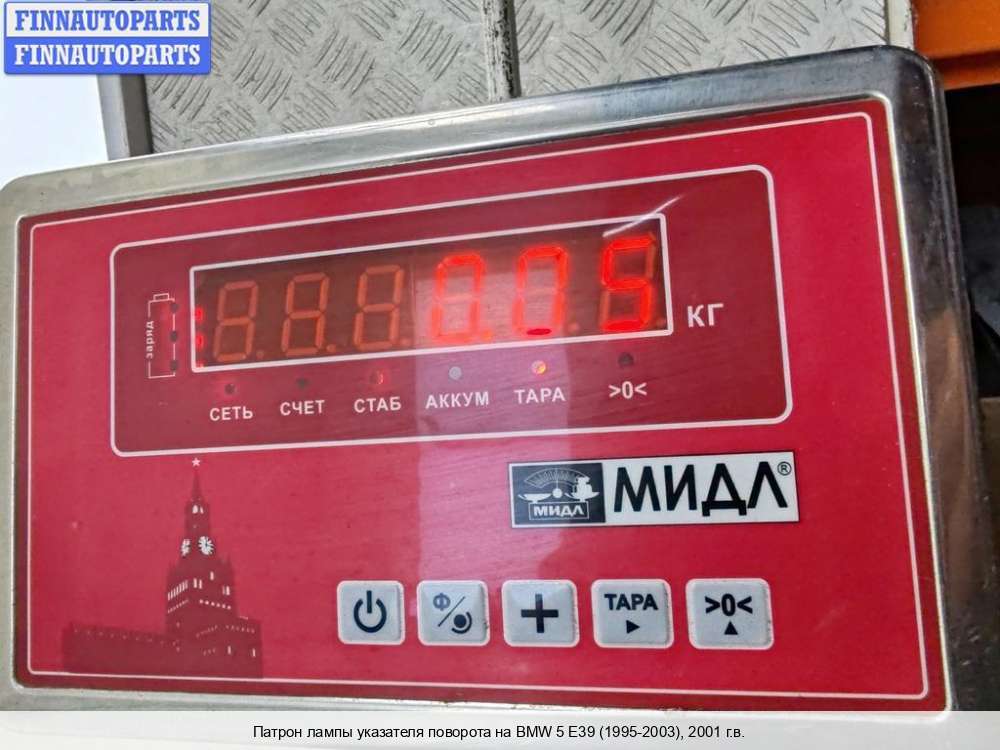 FINNAUTOPARTS
FINNAUTOPARTS
0.05
КГ
заряд
СЕТЬ СЧЕТ СТАБ АККУМ ТАРА >0<
МИДЛ МИДЛ®
Ф ТАРА >0<
Патрон лампы указателя поворота на BMW 5 E39 (1995-2003), 2001 г.в.